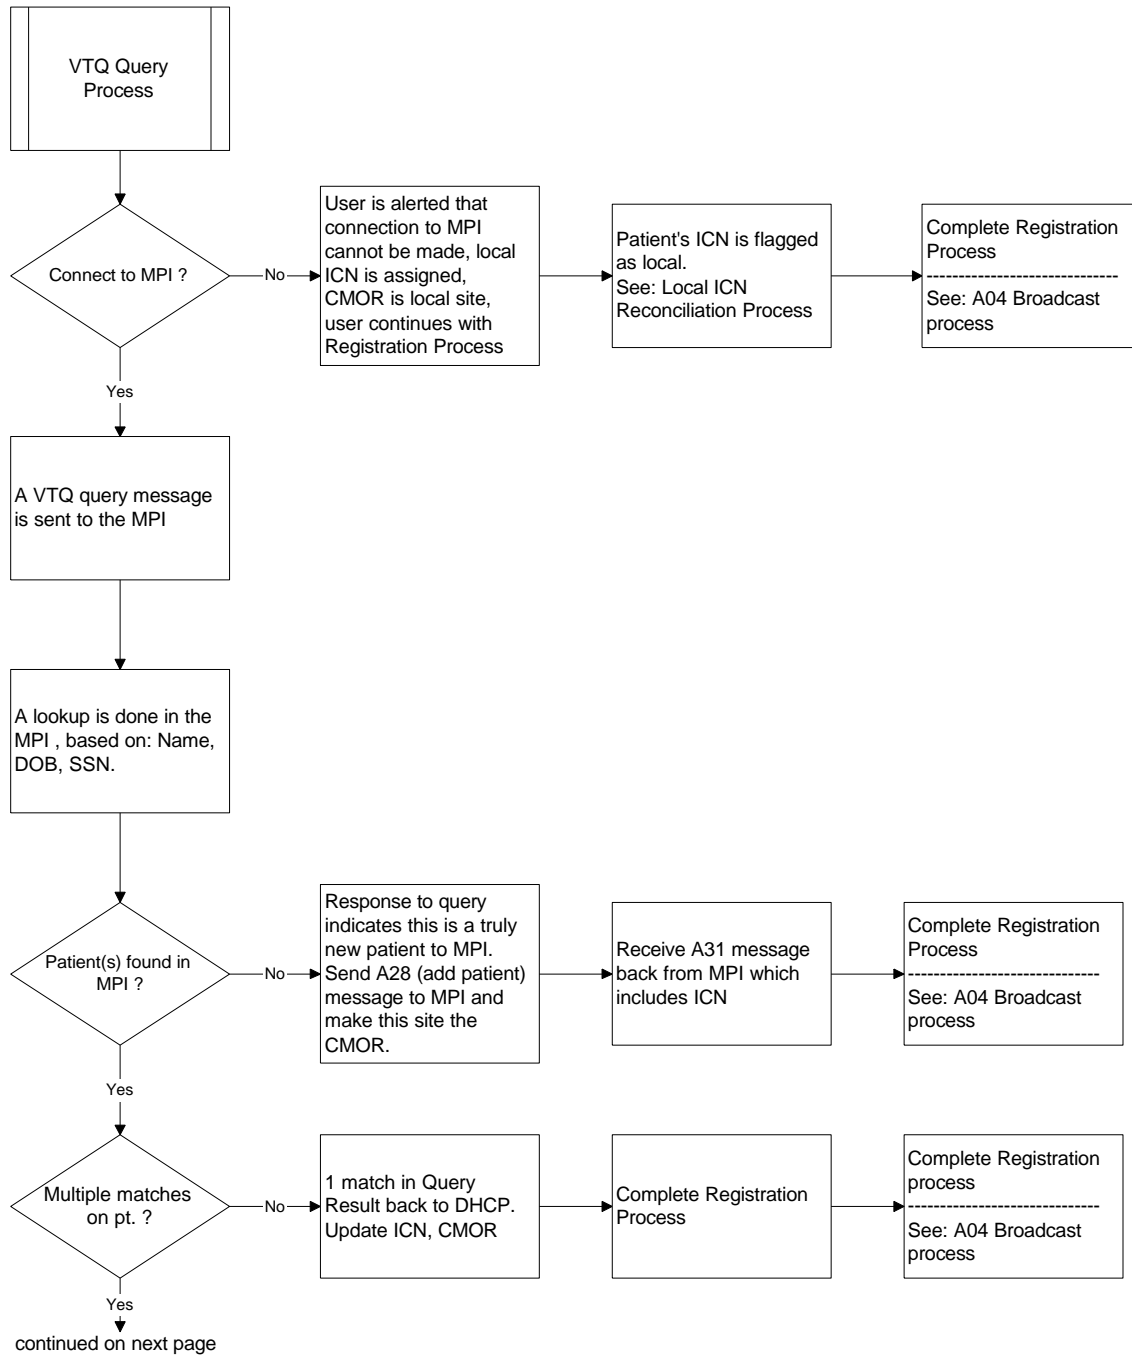 VTQ Query
Process
Connect to MPI ?
No
User is alerted that
connection to MPI
cannot be made, local
ICN is assigned,
CMOR is local site,
user continues with
Registration Process
Patient's ICN is flagged
as local.
See: Local ICN
Reconciliation Process
Complete Registration
Process
------------------------------
See: A04 Broadcast
process
Yes
A VTQ query message
is sent to the MPI
A lookup is done in the
MPI , based on: Name,
DOB, SSN.
Patient(s) found in
MPI ?
No
Response to query
indicates this is a truly
new patient to MPI.
Send A28 (add patient)
message to MPI and
make this site the
CMOR.
Receive A31 message
back from MPI which
includes ICN
Complete Registration
Process
------------------------------
See: A04 Broadcast
process
Yes
Multiple matches
on pt. ?
No
1 match in Query
Result back to DHCP.
Update ICN, CMOR
Complete Registration
Process
Complete Registration
process
------------------------------
See: A04 Broadcast
process
Yes
continued on next page